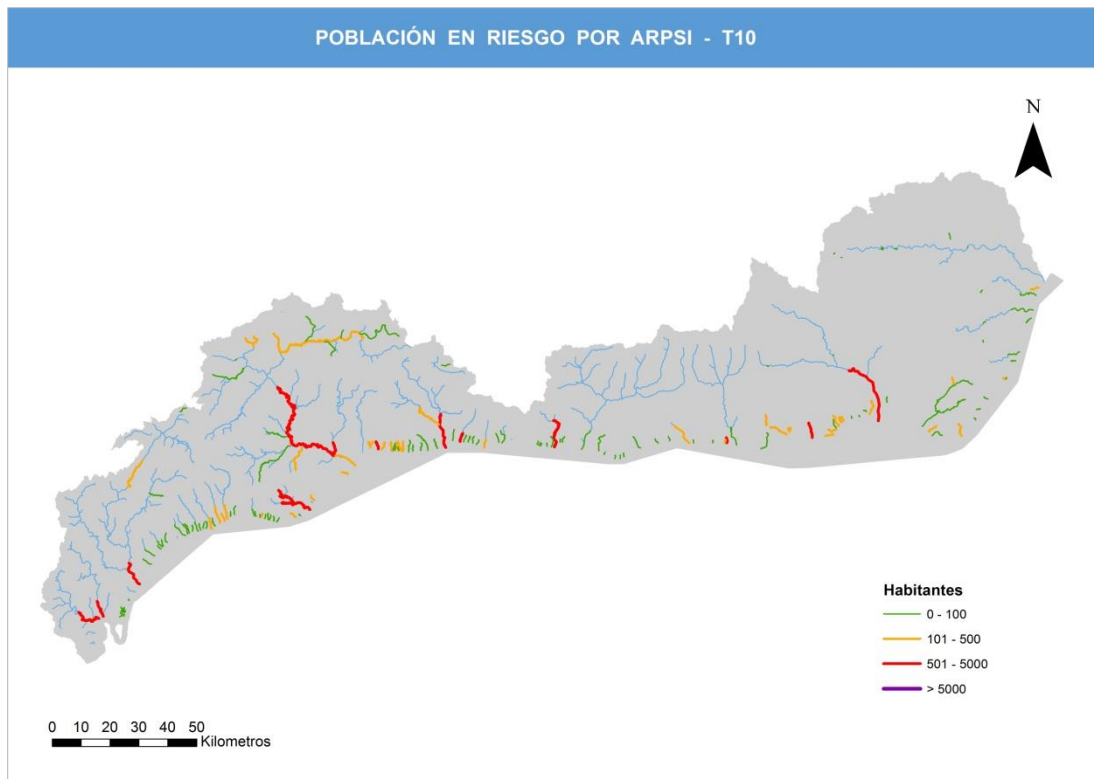 POBLACIÓN EN RIESGO POR ARPSI - T10
N
Habitantes
0 - 100
101 - 500
501 - 5000
> 5000
0 10 20 30 40 50
Kilometros